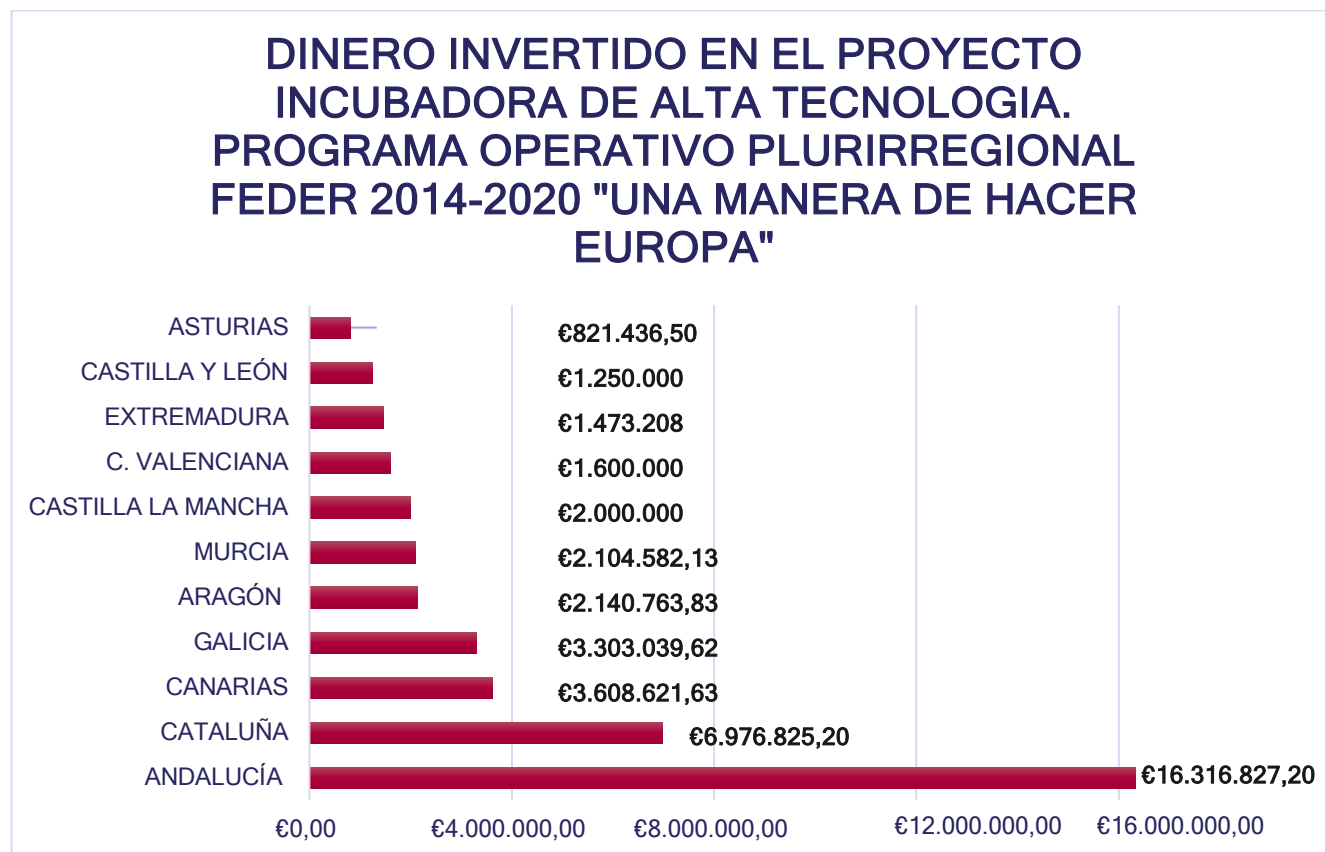 DINERO INVERTIDO EN EL PROYECTO
INCUBADORA DE ALTA TECNOLOGIA.
PROGRAMA OPERATIVO PLURIRREGIONAL
FEDER 2014-2020 "UNA MANERA DE HACER
EUROPA"
ASTURIAS €821.436,50
CASTILLA Y LEÓN €1.250.000
EXTREMADURA €1.473.208
C. VALENCIANA €1.600.000
CASTILLA LA MANCHA €2.000.000
MURCIA €2.104.582,13
ARAGÓN €2.140.763,83
GALICIA €3.303.039,62
CANARIAS €3.608.621,63
CATALUÑA €6.976.825,20
ANDALUCÍA €16.316.827,20
€0,00 €4.000.000,00 €8.000.000,00 €12.000.000,00 €16.000.000,00